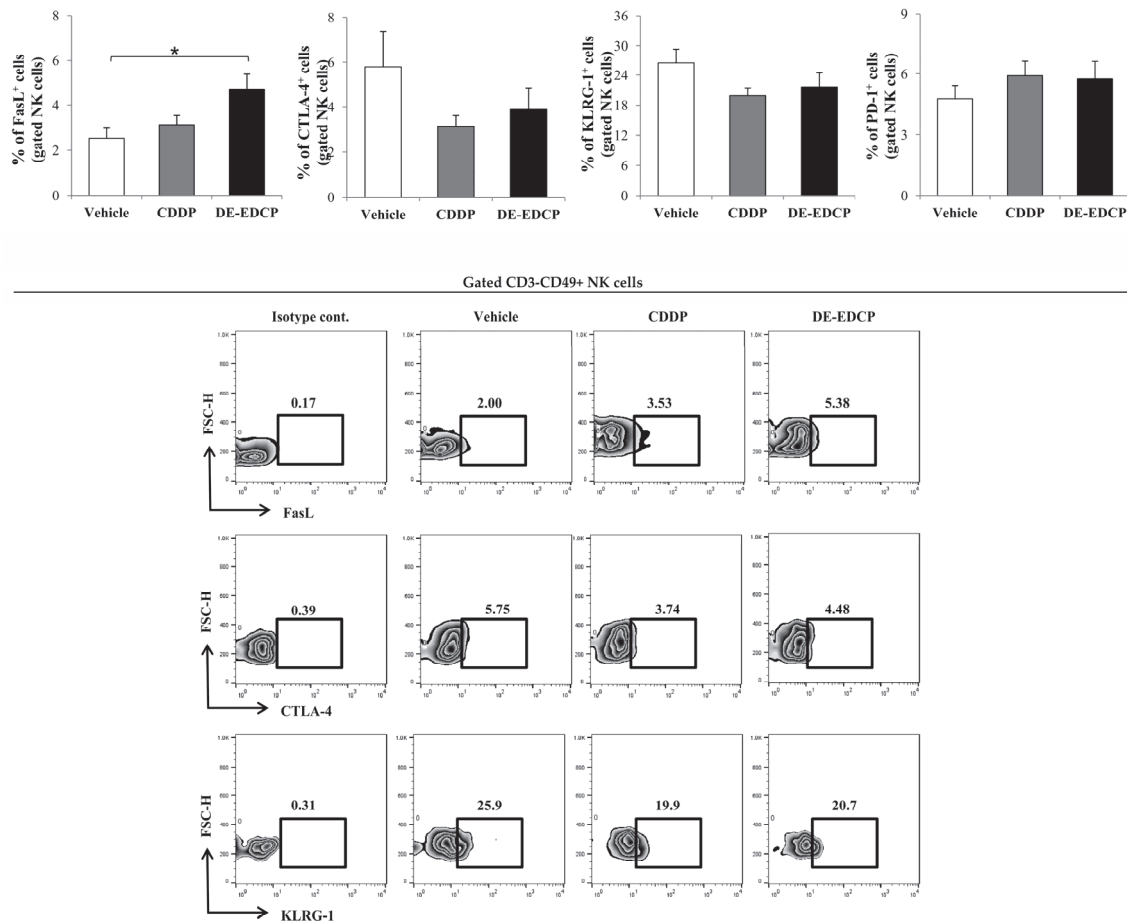 % of FasL+ cells
(gated NK cells)
8
6
4
2
0
*
Vehicle
CDDP
DE-EDCP
% of CTLA-4+ cells
(gated NK cells)
8
6
4
2
0
Vehicle
CDDP
DE-EDCP
% of KLRG-1+ cells
(gated NK cells)
36
30
24
18
12
6
0
Vehicle
CDDP
DE-EDCP
% of PD-1+ cells
(gated NK cells)
9
6
3
0
Vehicle
CDDP
DE-EDCP
Gated CD3-CD49+ NK cells
Isotype cont.
Vehicle
CDDP
DE-EDCP
FSC-H
0.17
2.00
3.53
5.38
FasL
FSC-H
0.39
5.75
3.74
4.48
CTLA-4
FSC-H
0.31
25.9
19.9
20.7
KLRG-1